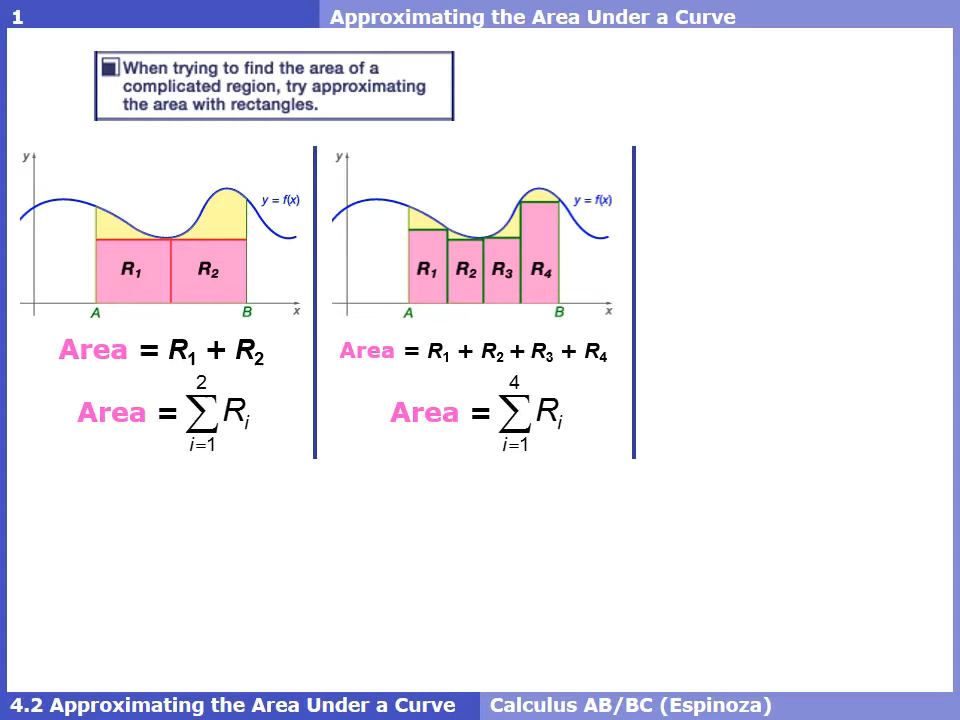 1
Approximating the Area Under a Curve
When trying to find the area of a
complicated region, try approximating
the area with rectangles.
y
y = f(x)
R1
R2
A
B
x
Area = R1 + R2
2
Area = ∑ Ri
i=1
y
y = f(x)
R1
R2
R3
R4
A
B
x
Area = R1 + R2 + R3 + R4
4
Area = ∑ Ri
i=1
4.2 Approximating the Area Under a Curve
Calculus AB/BC (Espinoza)